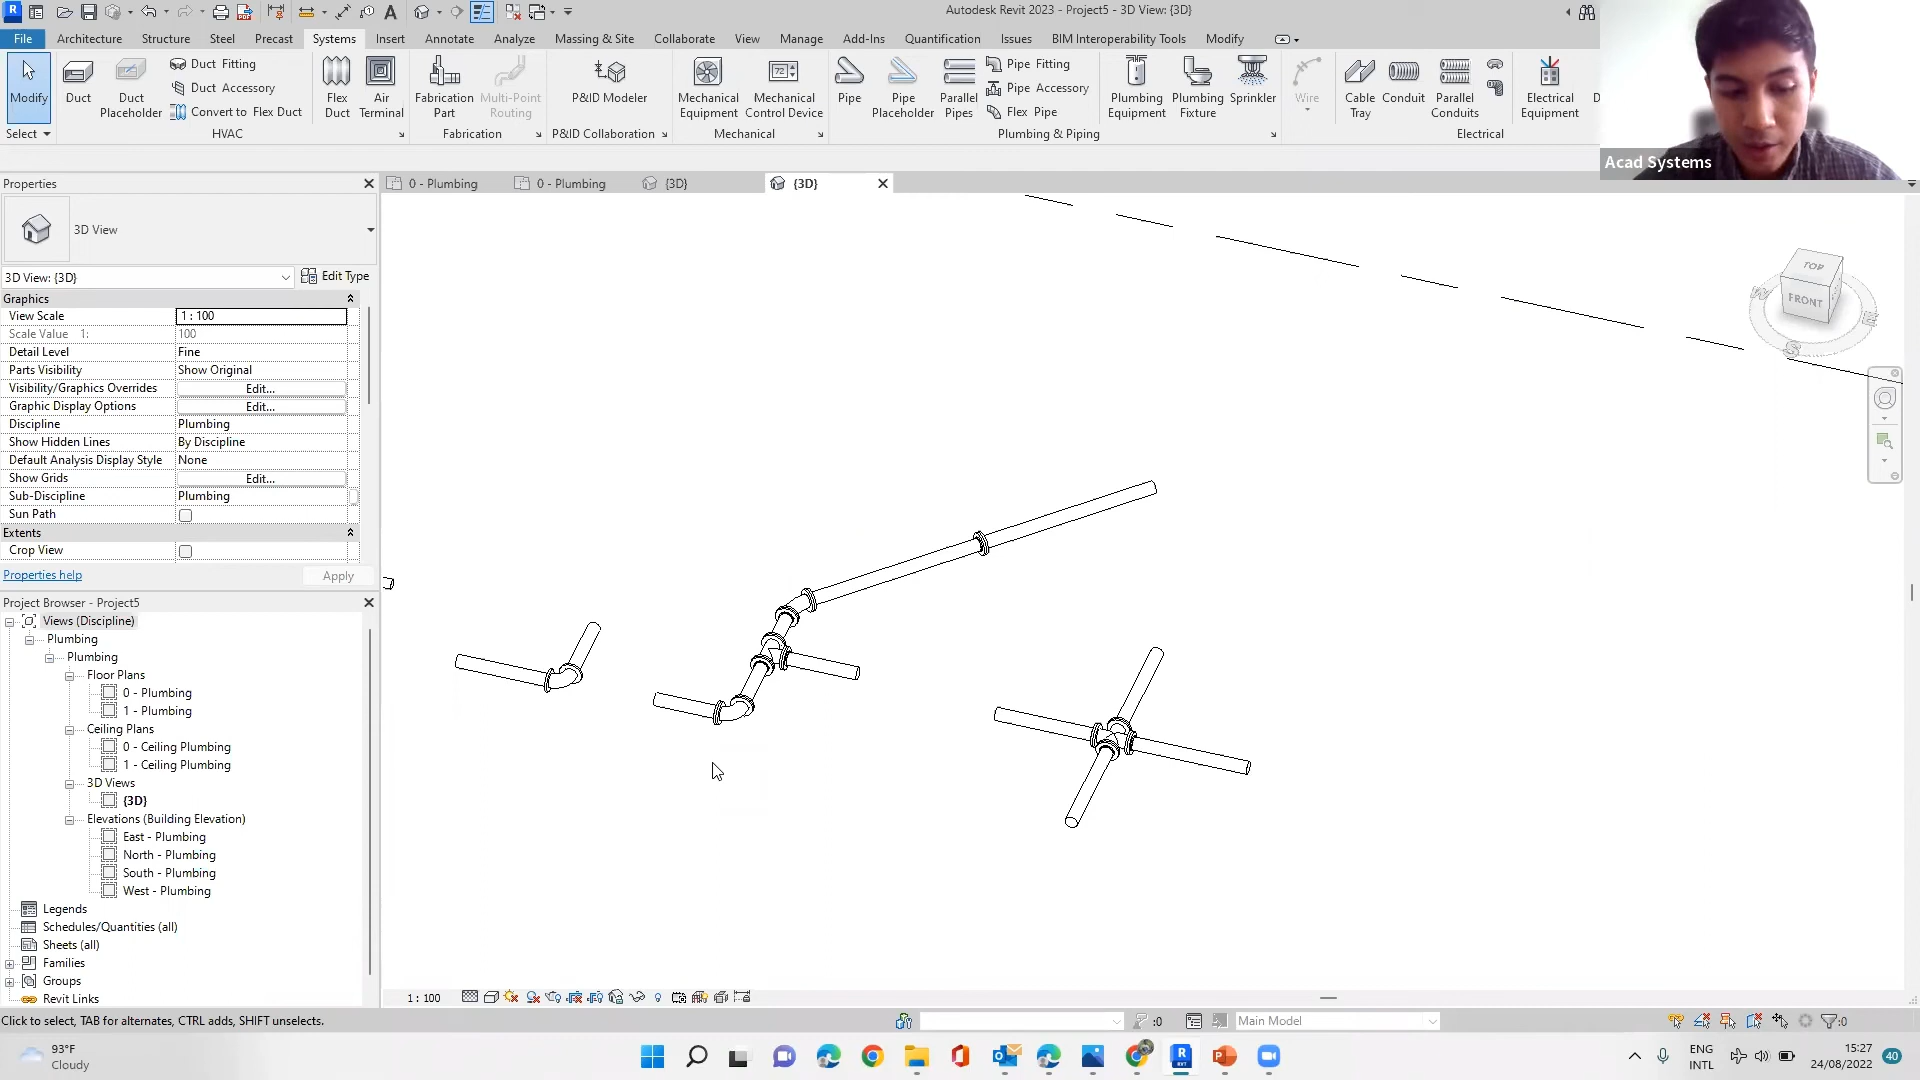 Autodesk Revit 2023 - Project5 - 3D View: {3D}
File Architecture Structure Steel Precast Systems Insert Annotate Analyze Massing & Site Collaborate View Manage Add-Ins Quantification Issues BIM Interoperability Tools Modify
Modify
Select
Duct
Duct Placeholder
Duct Fitting
Duct Accessory
Convert to Flex Duct
HVAC
Flex Duct
Air Terminal
Fabrication Part
Multi-Point Routing
Fabrication
P&ID Modeler
P&ID Collaboration
Mechanical Equipment
Mechanical Control Device
Mechanical
Pipe
Pipe Placeholder
Parallel Pipes
Pipe Fitting
Pipe Accessory
Flex Pipe
Plumbing Equipment
Plumbing Fixture
Sprinkler
Plumbing & Piping
Wire
Cable Tray
Conduit
Parallel Conduits
Electrical Equipment
Electrical
Acad Systems
Properties
0 - Plumbing 0 - Plumbing {3D} {3D}
3D View
3D View: {3D} Edit Type
Graphics
View Scale 1 : 100
Scale Value 1: 100
Detail Level Fine
Parts Visibility Show Original
Visibility/Graphics Overrides Edit...
Graphic Display Options Edit...
Discipline Plumbing
Show Hidden Lines By Discipline
Default Analysis Display Style None
Show Grids Edit...
Sub-Discipline Plumbing
Sun Path
Extents
Crop View
Properties help Apply
TOP
FRONT
W
E
S
Project Browser - Project5
Views (Discipline)
Plumbing
Plumbing
Floor Plans
0 - Plumbing
1 - Plumbing
Ceiling Plans
0 - Ceiling Plumbing
1 - Ceiling Plumbing
3D Views
{3D}
Elevations (Building Elevation)
East - Plumbing
North - Plumbing
South - Plumbing
West - Plumbing
Legends
Schedules/Quantities (all)
Sheets (all)
Families
Groups
Revit Links
1 : 100
Click to select, TAB for alternates, CTRL adds, SHIFT unselects.
:0
Main Model
:0
93°F
Cloudy
ENG
INTL
15:27
24/08/2022
40